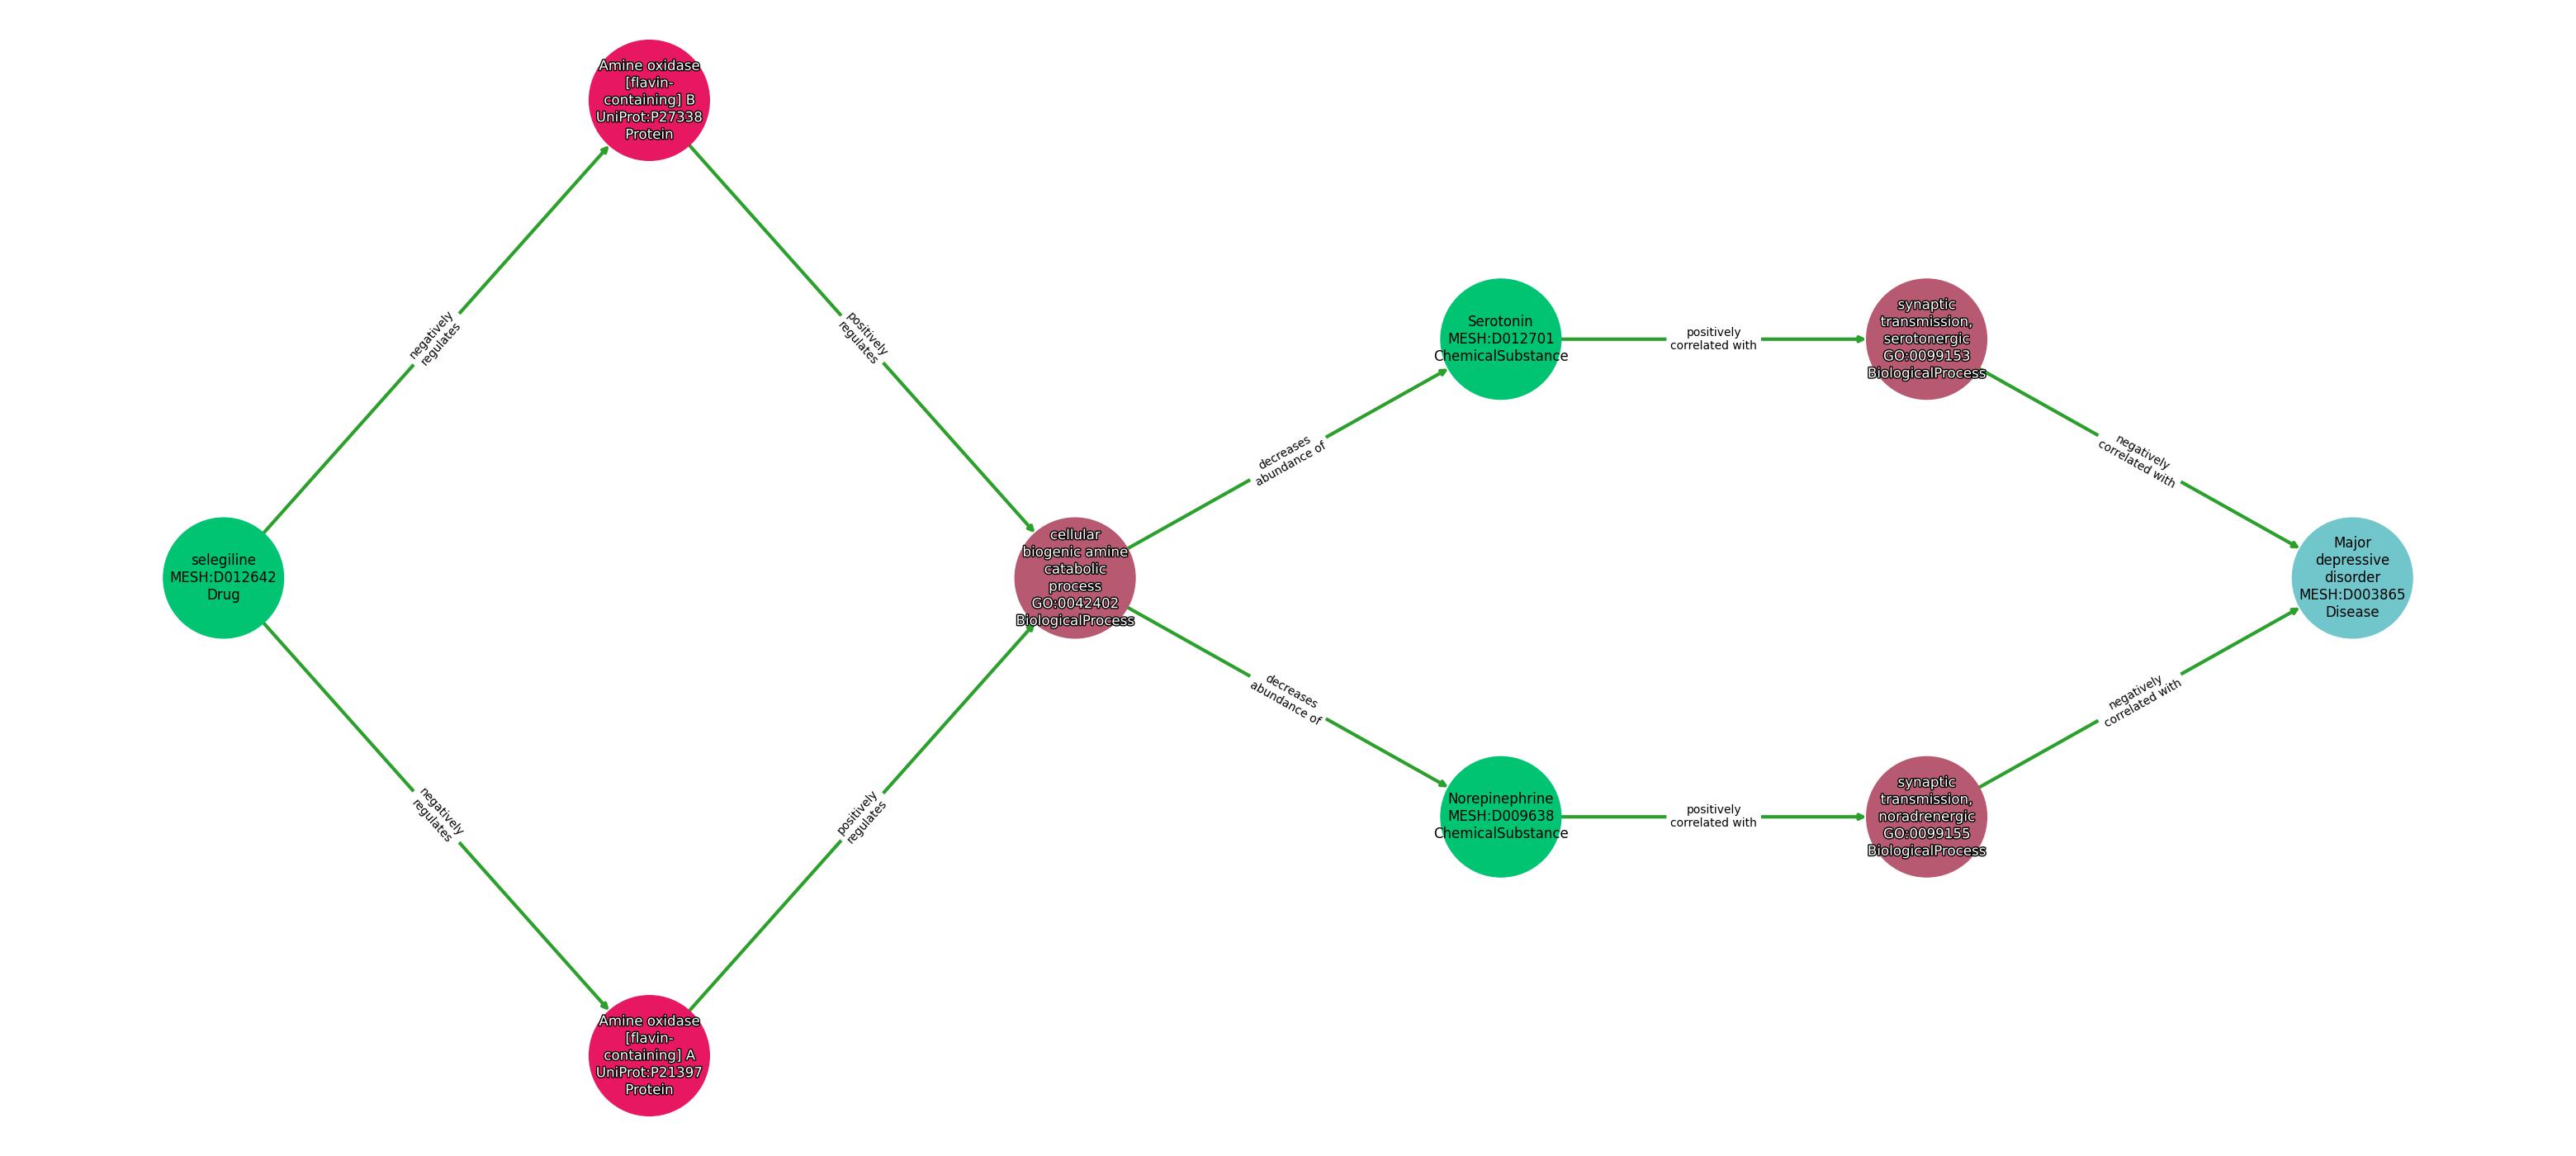 Amine oxidase
[flavin-
containing] B
UniProt:P27338
Protein
negatively
regulates
positively
regulates
Serotonin
MESH:D012701
ChemicalSubstance
positively
correlated with
synaptic
transmission,
serotonergic
GO:0099153
BiologicalProcess
decreases
abundance of
negatively
correlated with
selegiline
MESH:D012642
Drug
cellular
biogenic amine
catabolic
process
GO:0042402
BiologicalProcess
Major
depressive
disorder
MESH:D003865
Disease
decreases
abundance of
negatively
correlated with
negatively
regulates
positively
regulates
Norepinephrine
MESH:D009638
ChemicalSubstance
positively
correlated with
synaptic
transmission,
noradrenergic
GO:0099155
BiologicalProcess
Amine oxidase
[flavin-
containing] A
UniProt:P21397
Protein